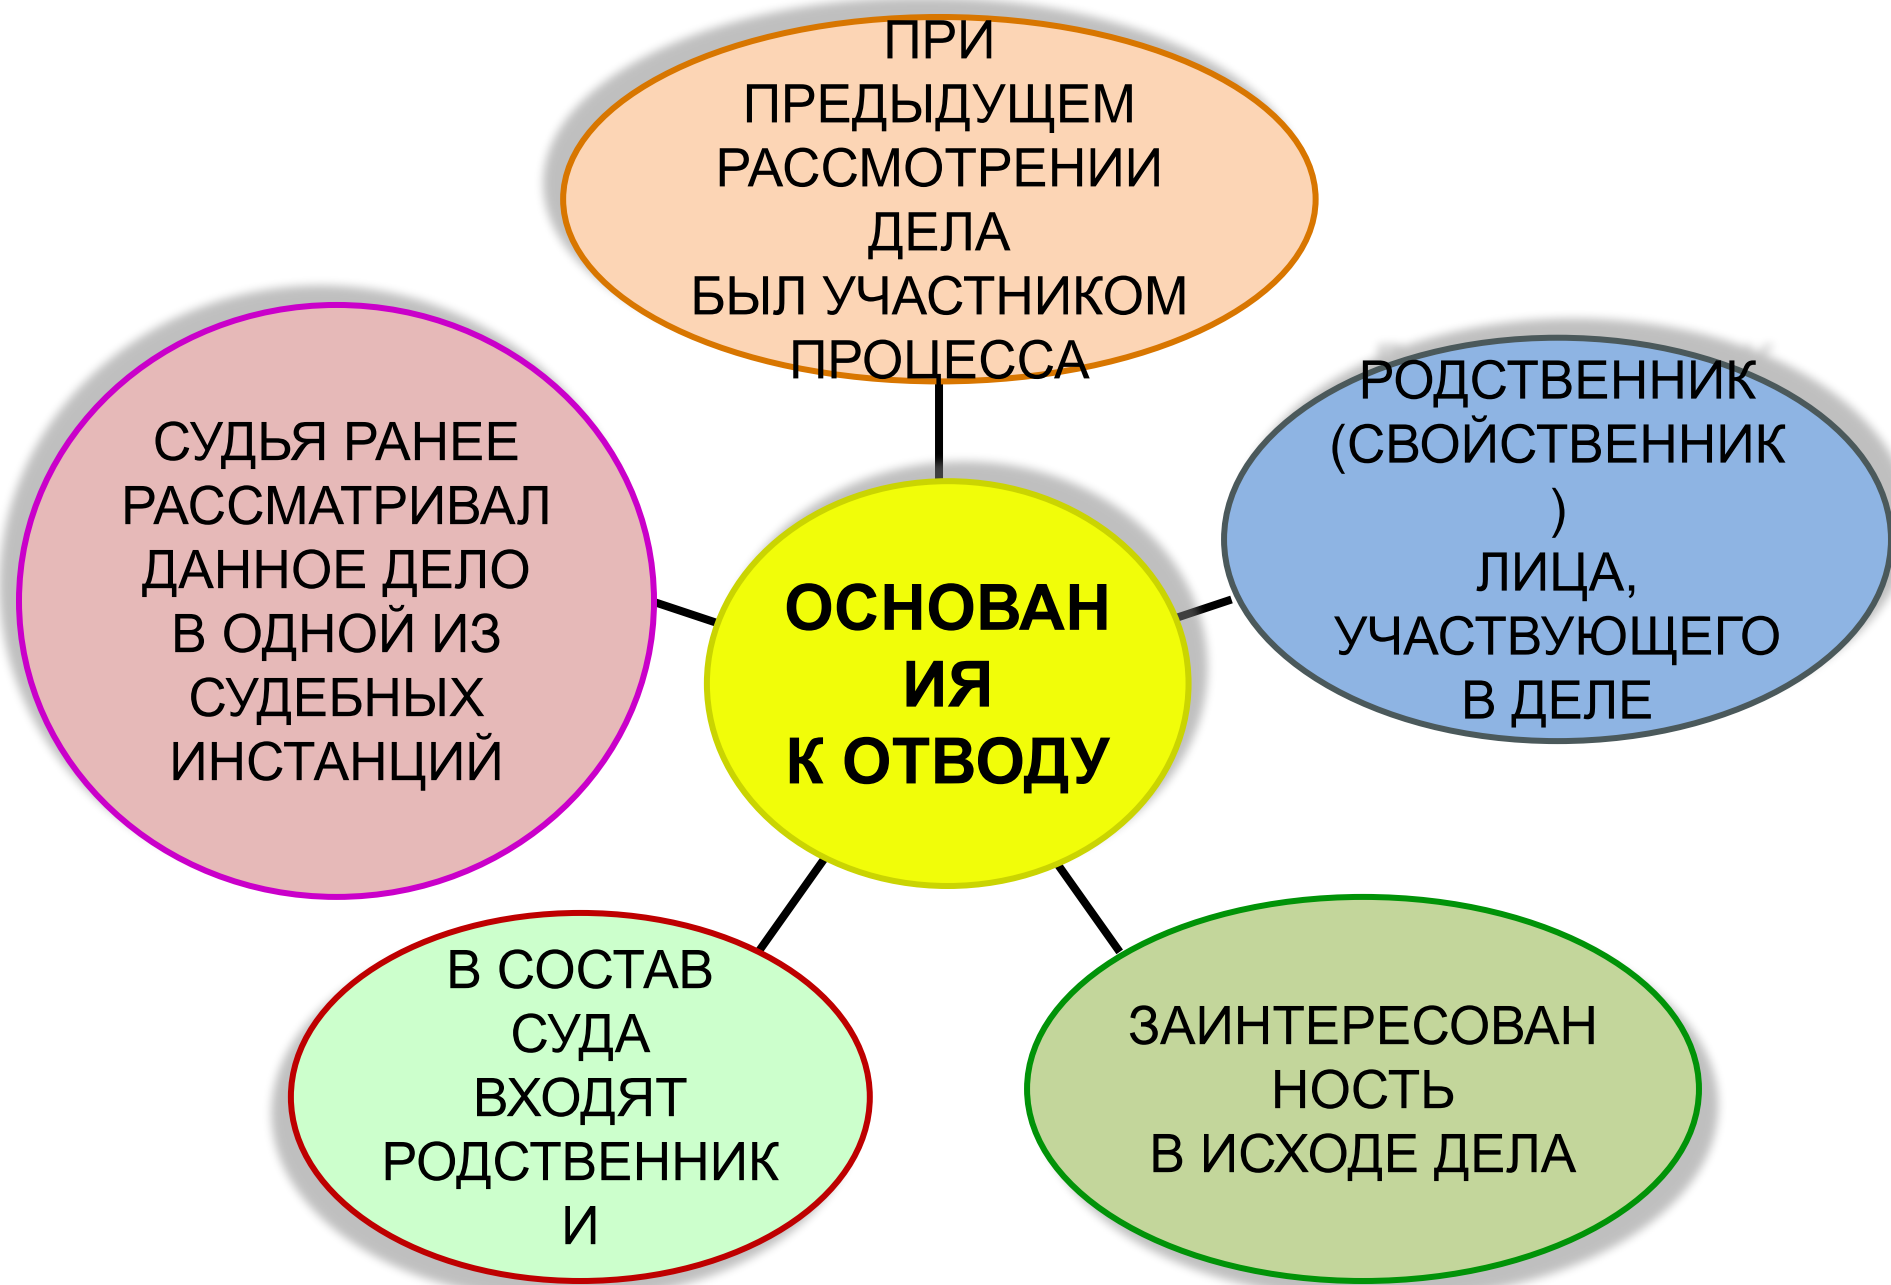 ПРИ
ПРЕДЫДУЩЕМ
РАССМОТРЕНИИ
ДЕЛА
БЫЛ УЧАСТНИКОМ
ПРОЦЕССА
РОДСТВЕННИК
(СВОЙСТВЕННИК
)
ЛИЦА,
УЧАСТВУЮЩЕГО
В ДЕЛЕ
СУДЬЯ РАНЕЕ
РАССМАТРИВАЛ
ДАННОЕ ДЕЛО
В ОДНОЙ ИЗ
СУДЕБНЫХ
ИНСТАНЦИЙ
ОСНОВАН
ИЯ
К ОТВОДУ
В СОСТАВ
СУДА
ВХОДЯТ
РОДСТВЕННИК
И
ЗАИНТЕРЕСОВАН
НОСТЬ
В ИСХОДЕ ДЕЛА